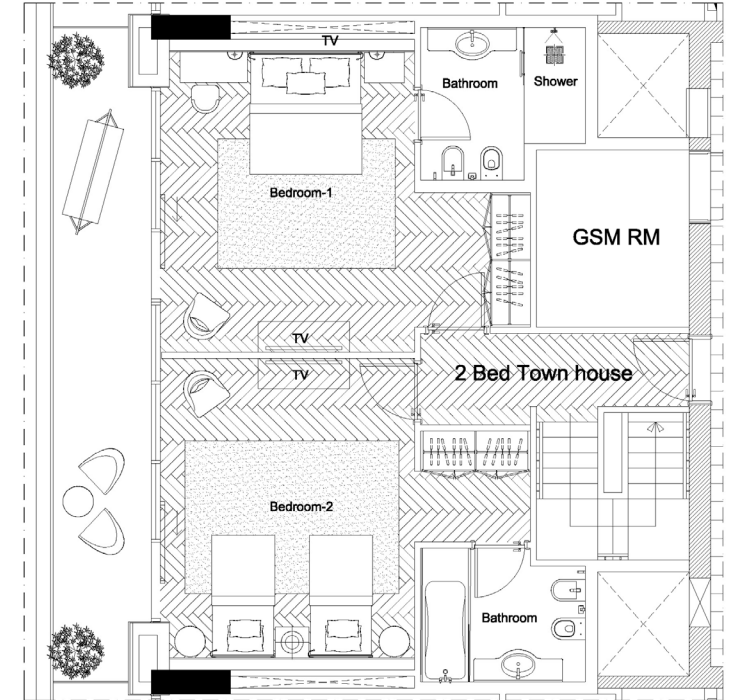 TV
Bathroom
Shower
Bedroom-1
GSM RM
TV
TV
2 Bed Town house
Bedroom-2
Bathroom